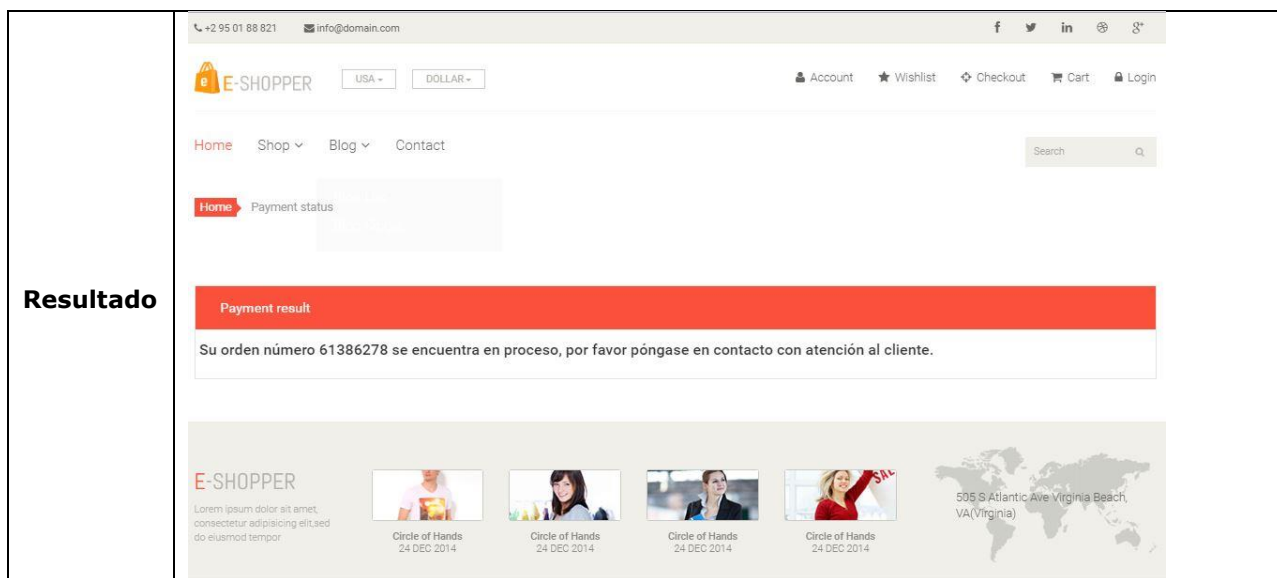 +2 95 01 88 821 info@domain.com
E-SHOPPER USA DOLLAR Account Wishlist Checkout Cart Login
Home Shop Blog Contact Search
Home Payment status
Resultado
Payment result
Su orden número 61386278 se encuentra en proceso, por favor póngase en contacto con atención al cliente.
E-SHOPPER
Lorem ipsum dolor sit amet,
consectetur adipisicing elit,sed
do eiusmod tempor
Circle of Hands
24 DEC 2014
Circle of Hands
24 DEC 2014
Circle of Hands
24 DEC 2014
SALE
Circle of Hands
24 DEC 2014
505 S Atlantic Ave Virginia Beach,
VA(Virginia)